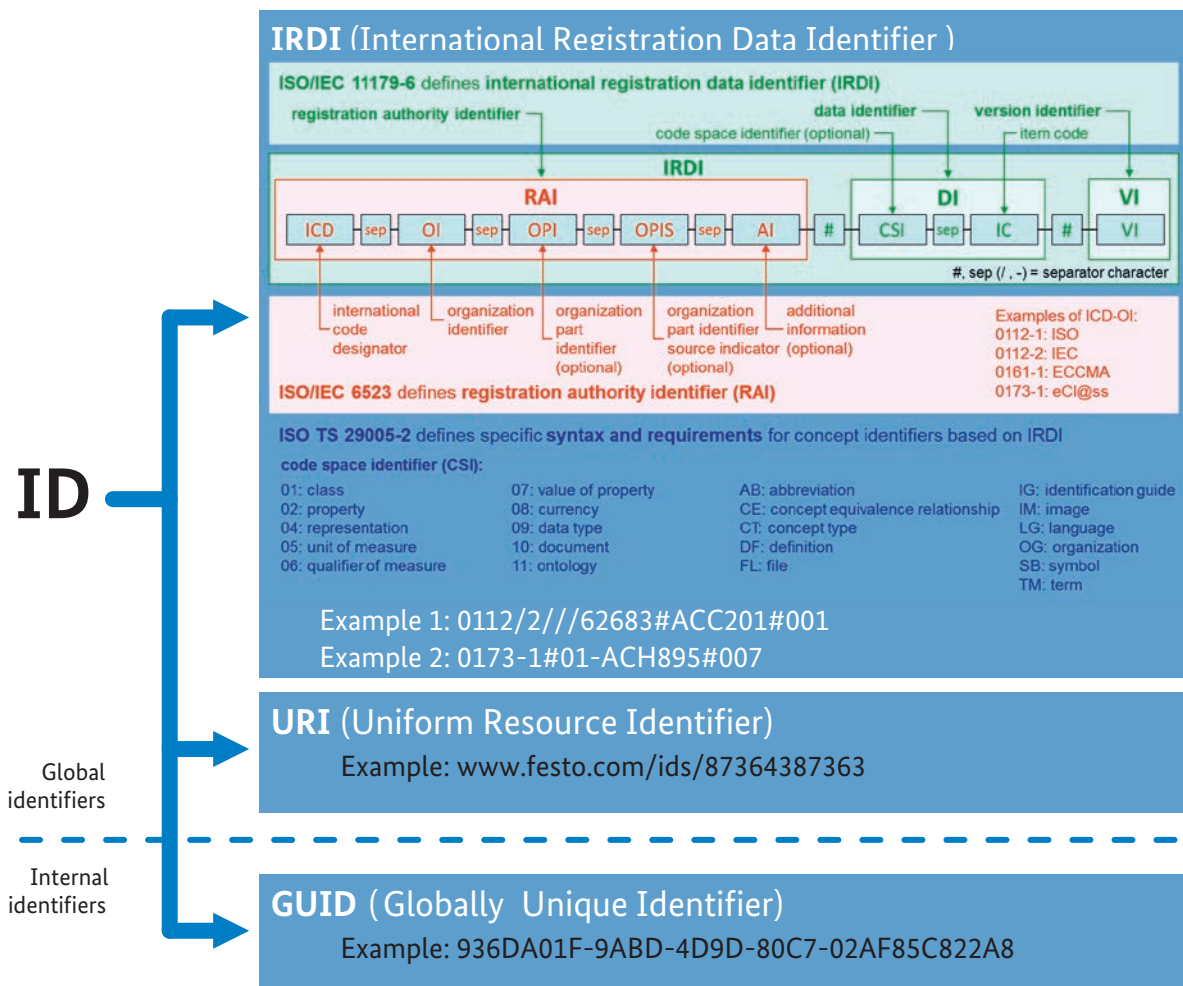 IRDI (International Registration Data Identifier )
ISO/IEC 11179-6 defines international registration data identifier (IRDI)
registration authority identifier
data identifier
version identifier
code space identifier (optional)
item code
IRDI
RAI
DI
VI
ICD sep OI sep OPI sep OPIS sep AI # CSI sep IC # VI
#, sep (/ , -) = separator character
international code designator
organization identifier
organization part identifier (optional)
organization part identifier source indicator (optional)
additional information (optional)
Examples of ICD-OI:
0112-1: ISO
0112-2: IEC
0161-1: ECCMA
0173-1: eCl@ss
ISO/IEC 6523 defines registration authority identifier (RAI)
ISO TS 29005-2 defines specific syntax and requirements for concept identifiers based on IRDI
code space identifier (CSI):
01: class
02: property
04: representation
05: unit of measure
06: qualifier of measure
07: value of property
08: currency
09: data type
10: document
11: ontology
AB: abbreviation
CE: concept equivalence relationship
CT: concept type
DF: definition
FL: file
IG: identification guide
IM: image
LG: language
OG: organization
SB: symbol
TM: term
Example 1: 0112/2///62683#ACC201#001
Example 2: 0173-1#01-ACH895#007
ID
URI (Uniform Resource Identifier)
Example: www.festo.com/ids/87364387363
Global
identifiers
Internal
identifiers
GUID (Globally Unique Identifier)
Example: 936DA01F-9ABD-4D9D-80C7-02AF85C822A8